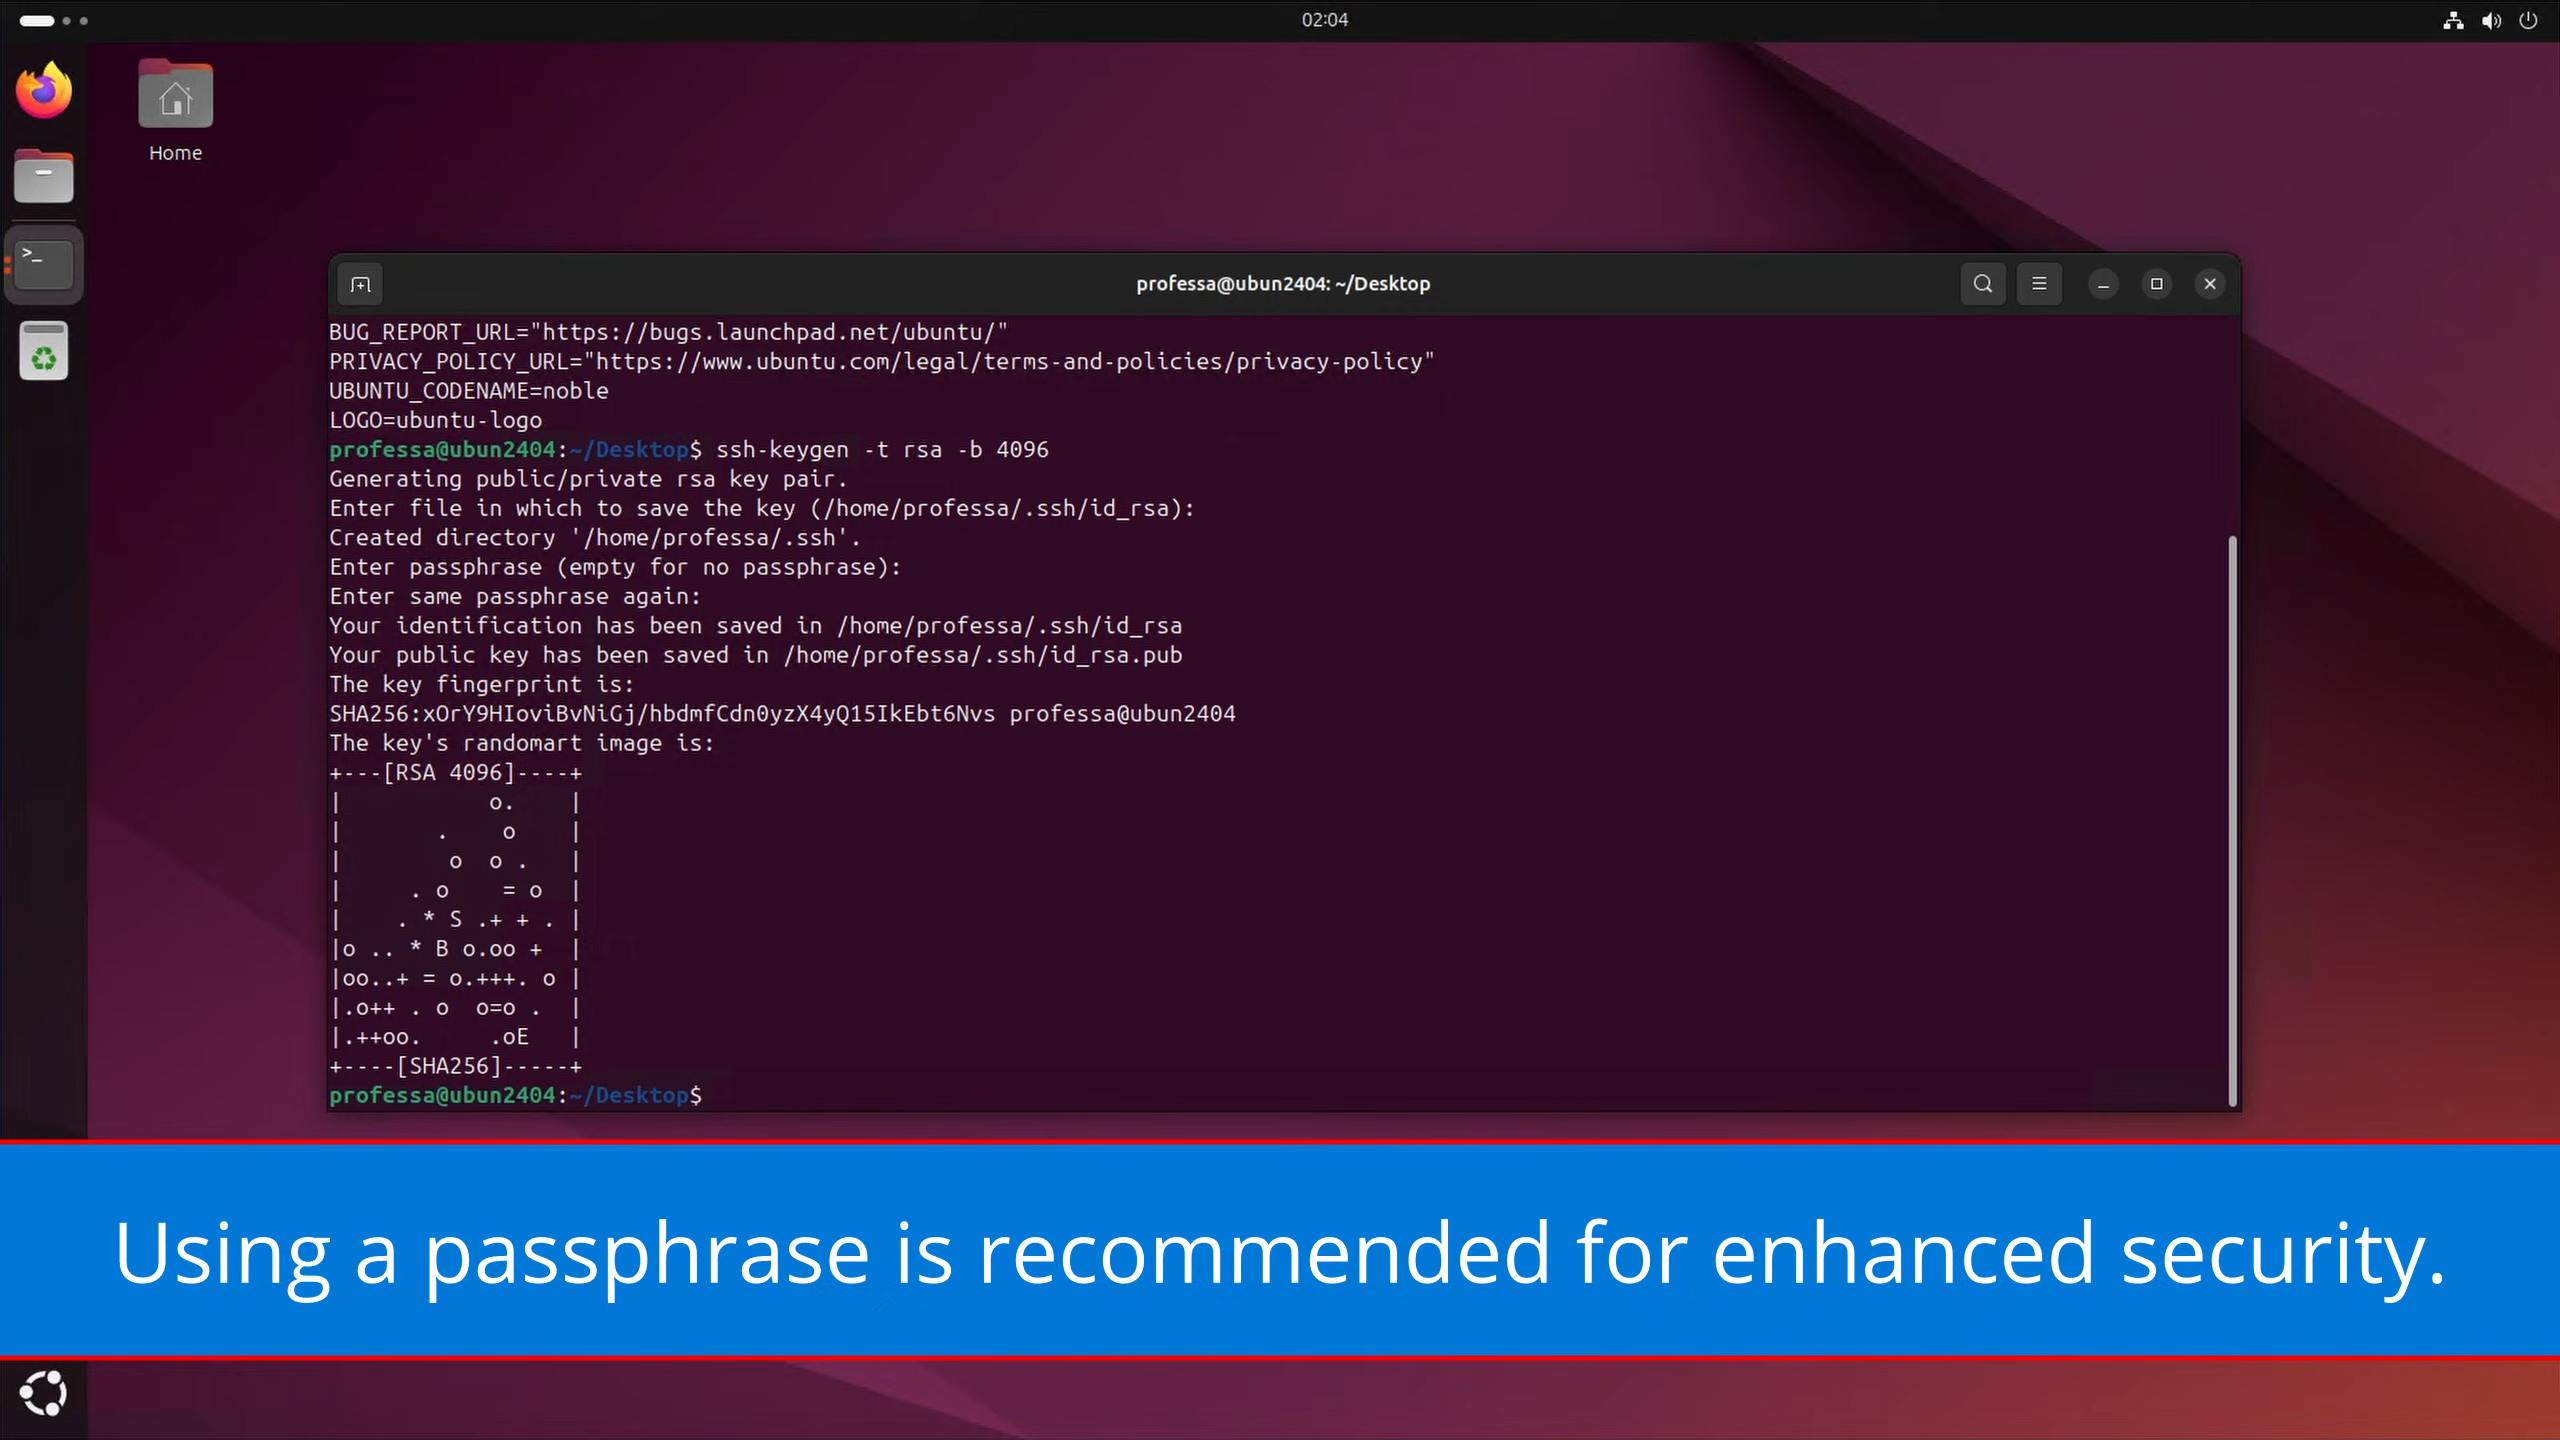 02:04
Home
professa@ubun2404: ~/Desktop
BUG_REPORT_URL="https://bugs.launchpad.net/ubuntu/"
PRIVACY_POLICY_URL="https://www.ubuntu.com/legal/terms-and-policies/privacy-policy"
UBUNTU_CODENAME=noble
LOGO=ubuntu-logo
professa@ubun2404:~/Desktop$ ssh-keygen -t rsa -b 4096
Generating public/private rsa key pair.
Enter file in which to save the key (/home/professa/.ssh/id_rsa):
Created directory '/home/professa/.ssh'.
Enter passphrase (empty for no passphrase):
Enter same passphrase again:
Your identification has been saved in /home/professa/.ssh/id_rsa
Your public key has been saved in /home/professa/.ssh/id_rsa.pub
The key fingerprint is:
SHA256:xOrY9HIoviBvNiGj/hbdmfCdn0yzX4yQ15IkEbt6Nvs professa@ubun2404
The key's randomart image is:
+---[RSA 4096]----+
|           o.    |
|       .    o    |
|        o  o .   |
|     . o    = o  |
|    . * S .+ + . |
|o .. * B o.oo +  |
|oo..+ = o.+++. o |
|.o++ . o  o=o .  |
|.++oo.     .oE   |
+----[SHA256]-----+
professa@ubun2404:~/Desktop$
Using a passphrase is recommended for enhanced security.